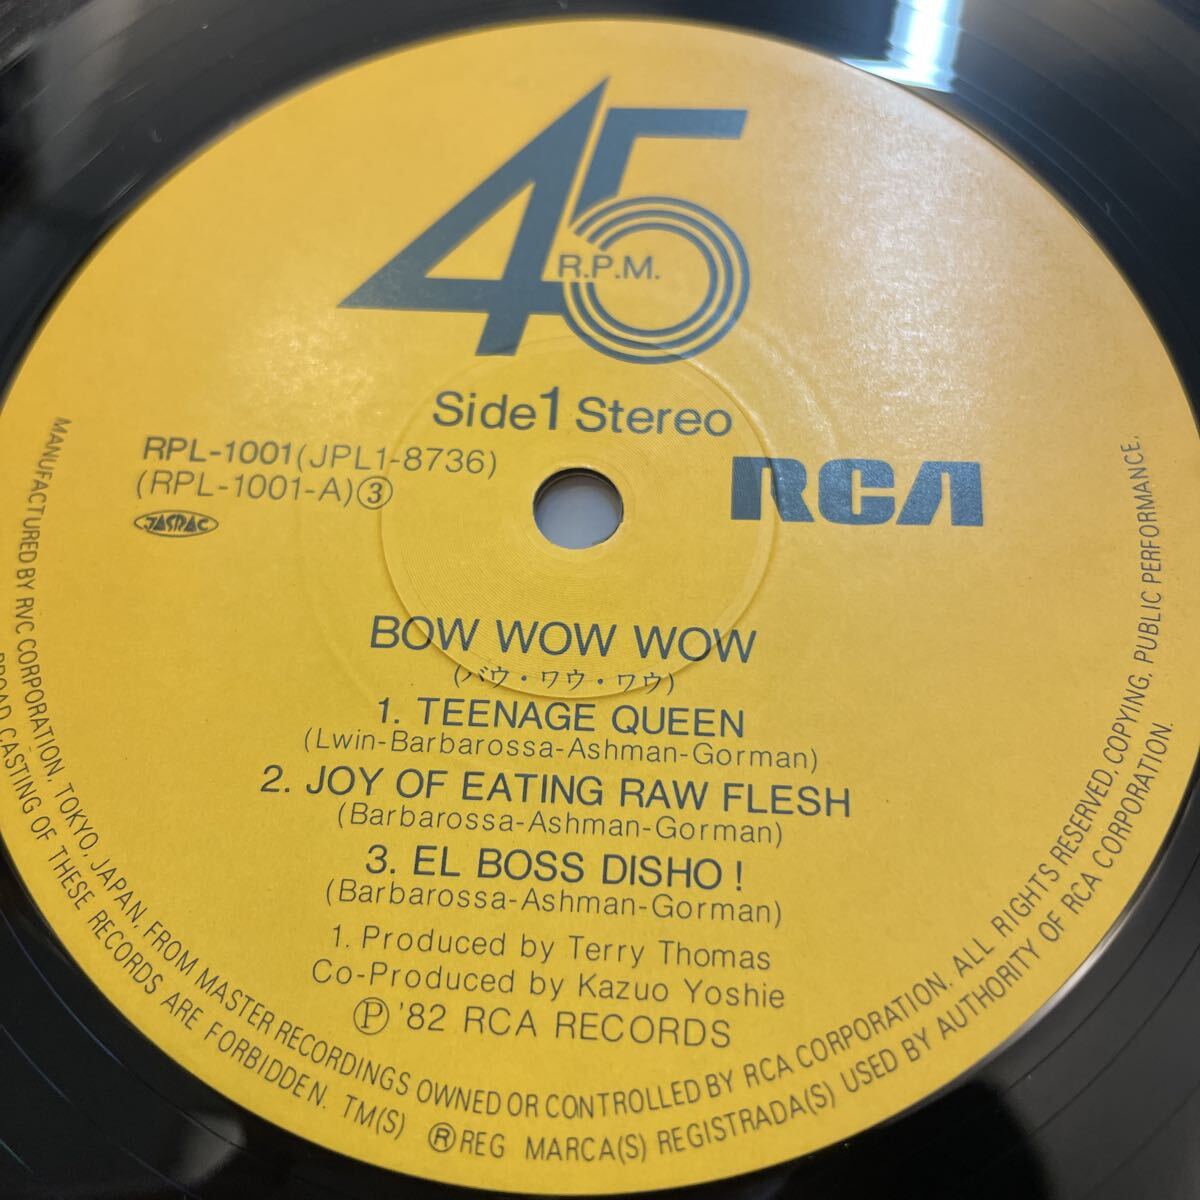 45
R.P.M.
Side 1 Stereo
RPL-1001(JPL1-8736)
(RPL-1001-A)③
JASRAC
RCA
BOW WOW WOW
(バウ・ワウ・ワウ)
1. TEENAGE QUEEN
(Lwin-Barbarossa-Ashman-Gorman)
2. JOY OF EATING RAW FLESH
(Barbarossa-Ashman-Gorman)
3. EL BOSS DISHO !
(Barbarossa-Ashman-Gorman)
1. Produced by Terry Thomas
Co-Produced by Kazuo Yoshie
Ⓟ '82 RCA RECORDS
MANUFACTURED BY RVC CORPORATION, TOKYO, JAPAN, FROM MASTER RECORDINGS OWNED OR CONTROLLED BY RCA CORPORATION. ALL RIGHTS RESERVED, COPYING, PUBLIC PERFORMANCE,
BROAD CASTING OF THESE RECORDS ARE FORBIDDEN. TM(S) ®REG MARCA(S) REGISTRADA(S) USED BY AUTHORITY OF RCA CORPORATION.